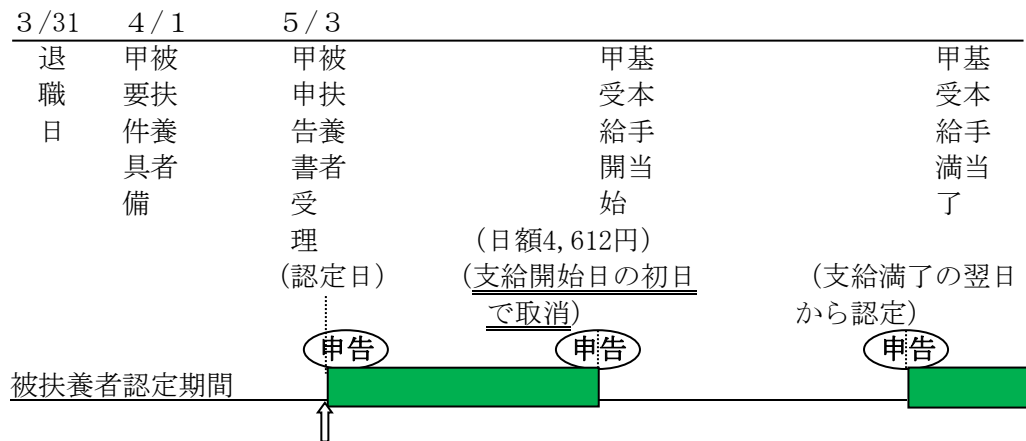 3/31
4/1
5/3
退職日
甲被扶養者要件具備
甲被扶養者申告書受理
(認定日)
甲基本手当受給開始
(日額4,612円)
(支給開始日の初日
で取消)
甲基本手当受給満了
(支給満了の翌日
から認定)
申告
申告
申告
被扶養者認定期間